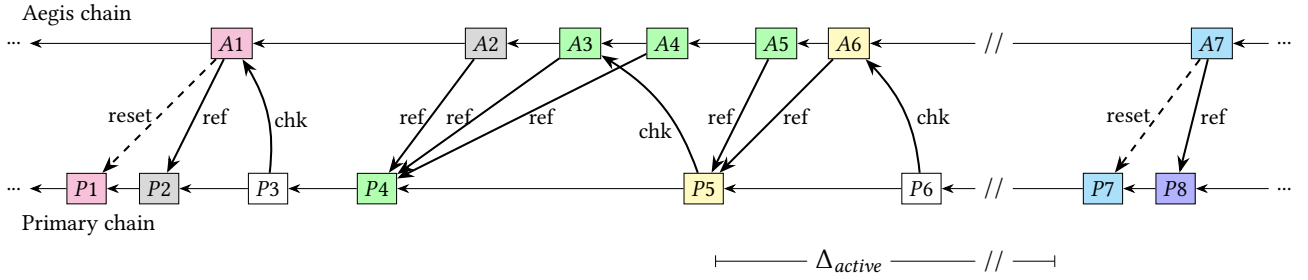 Aegis chain
... A1 A2 A3 A4 A5 A6 // A7 ...
reset ref chk ref ref ref chk ref ref chk reset ref
... P1 P2 P3 P4 P5 P6 // P7 P8 ...
Primary chain
Δactive //